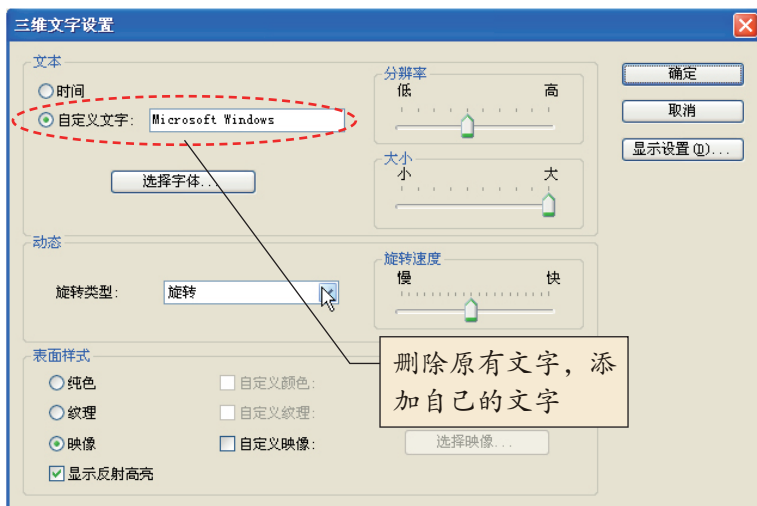 三维文字设置
文本
时间
自定义文字: Microsoft Windows
选择字体...
分辨率
低 高
大小
小 大
确定
取消
显示设置(D)...
动态
旋转类型: 旋转
旋转速度
慢 快
表面样式
纯色 自定义颜色:
纹理 自定义纹理:
映像 自定义映像: 选择映像...
显示反射高亮
删除原有文字，添
加自己的文字